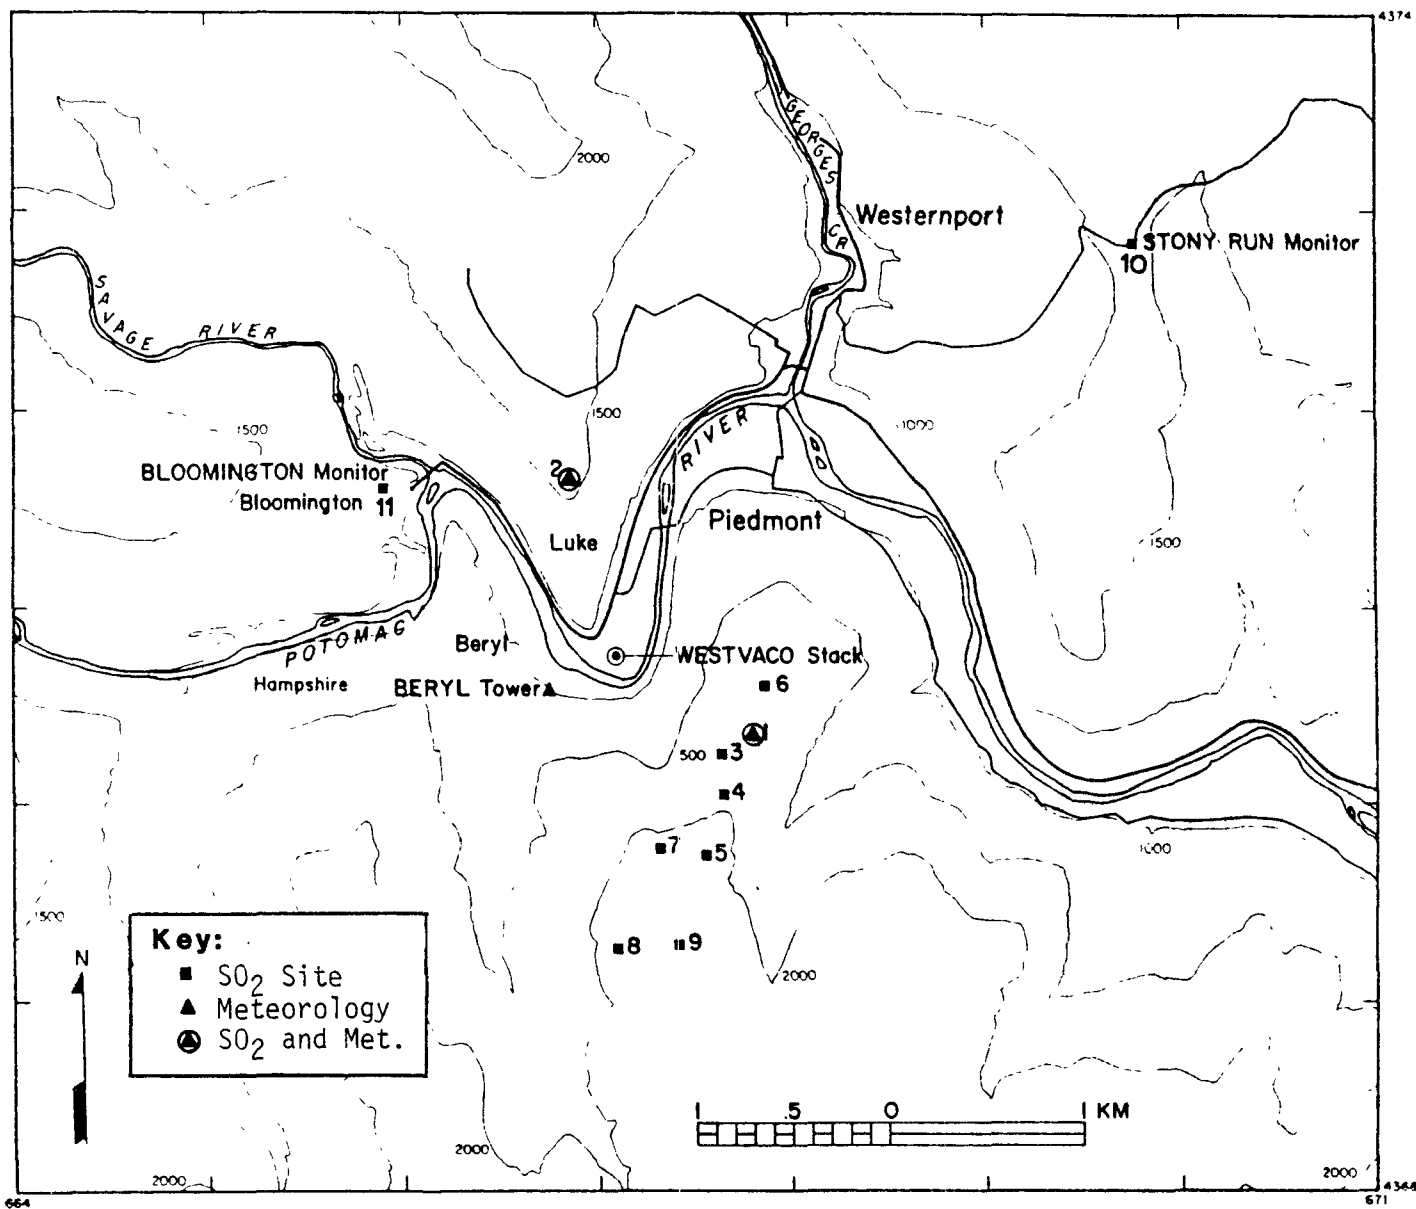 4374
GEORGES
CR
2000
Westernport
STONY RUN Monitor
10
SAVAGE RIVER
1500
1500
1000
RIVER
2
BLOOMINGTON Monitor
Bloomington
11
Piedmont
Luke
1500
POTOMAG
Beryl
WESTVACO Stack
Hampshire
BERYL Tower
6
1
500
3
4
7
5
1000
1500
8
9
2000
Key:
SO2 Site
Meteorology
SO2 and Met.
N
1 .5 0 1 KM
2000
2000
2000
664
4366
671